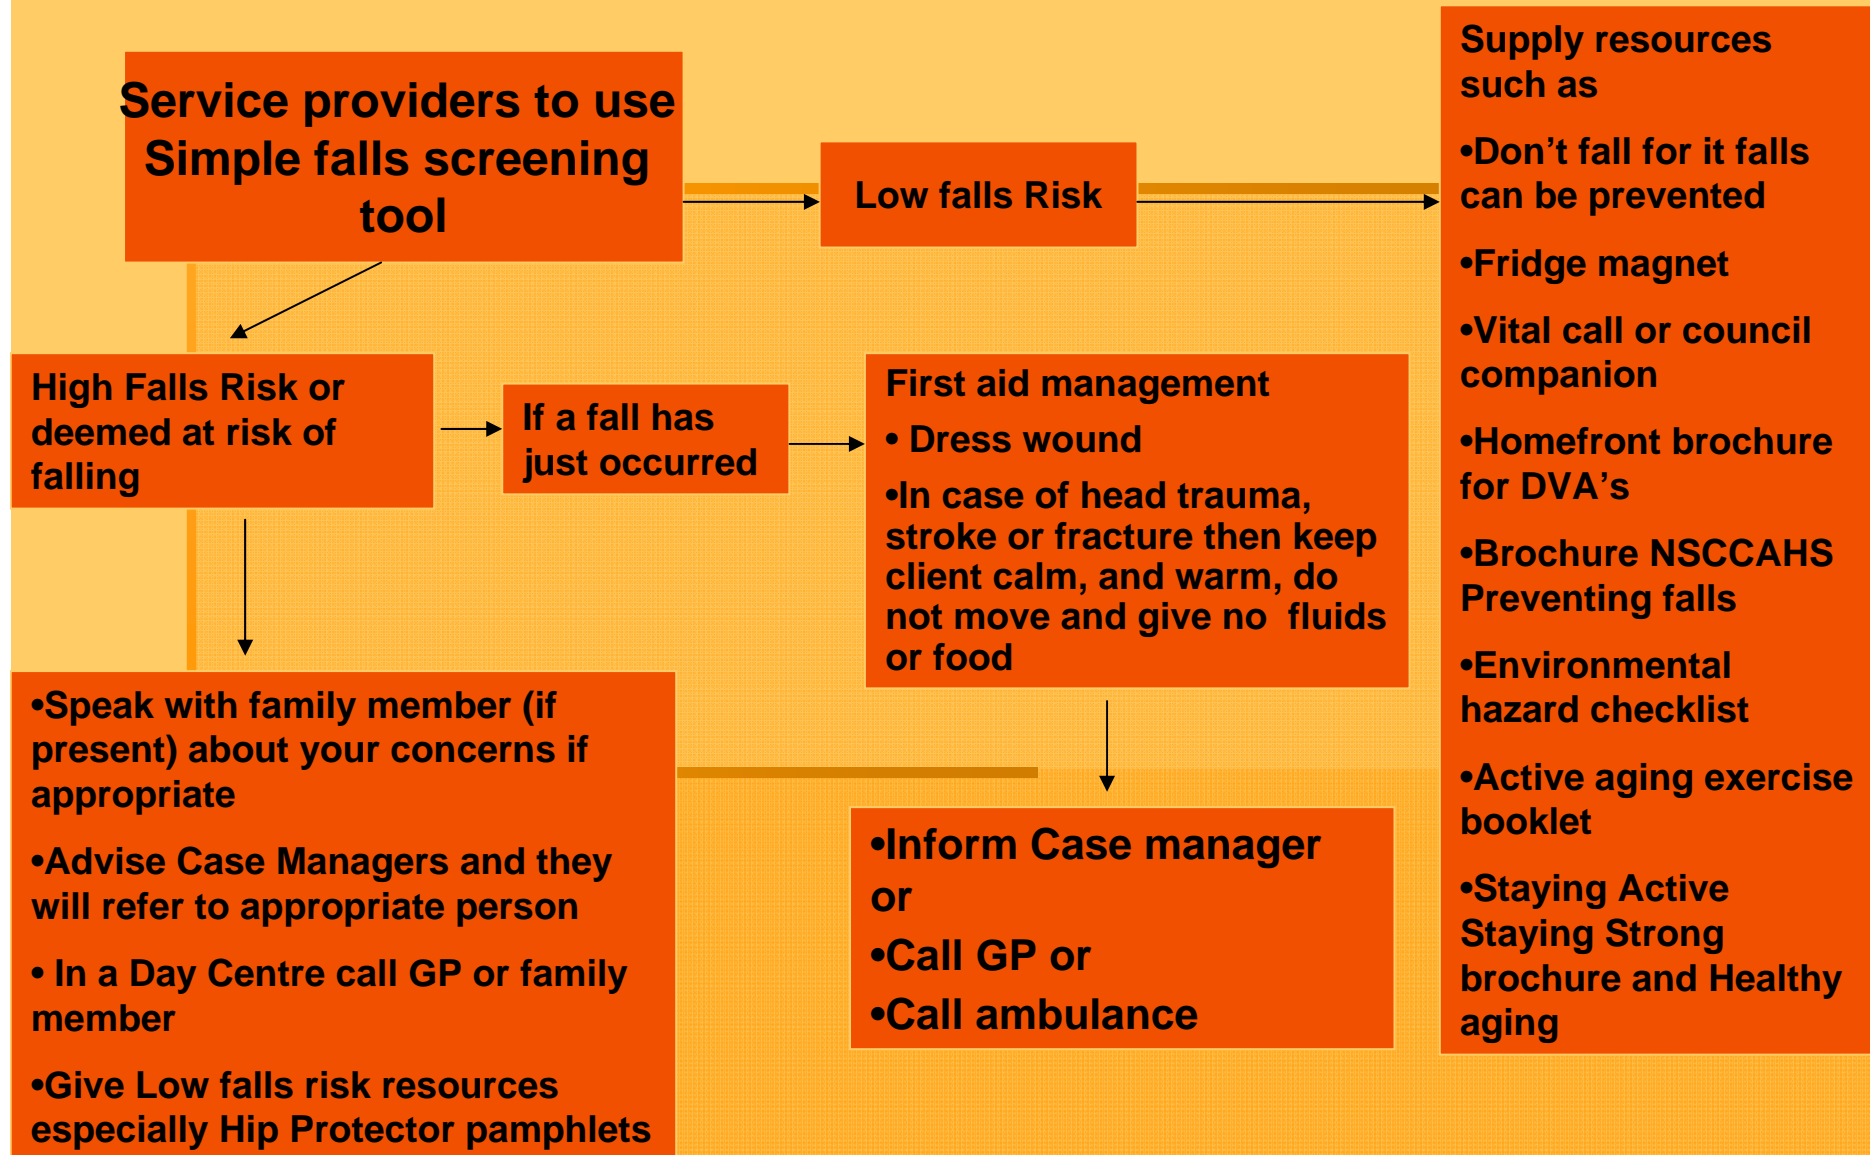 Service providers to use
Simple falls screening
tool
Low falls Risk
Supply resources
such as
•Don't fall for it falls
can be prevented
•Fridge magnet
•Vital call or council
companion
•Homefront brochure
for DVA's
•Brochure NSCCAHS
Preventing falls
•Environmental
hazard checklist
•Active aging exercise
booklet
•Staying Active
Staying Strong
brochure and Healthy
aging
High Falls Risk or
deemed at risk of
falling
If a fall has
just occurred
First aid management
• Dress wound
•In case of head trauma,
stroke or fracture then keep
client calm, and warm, do
not move and give no fluids
or food
•Speak with family member (if
present) about your concerns if
appropriate
•Advise Case Managers and they
will refer to appropriate person
• In a Day Centre call GP or family
member
•Give Low falls risk resources
especially Hip Protector pamphlets
•Inform Case manager
or
•Call GP or
•Call ambulance